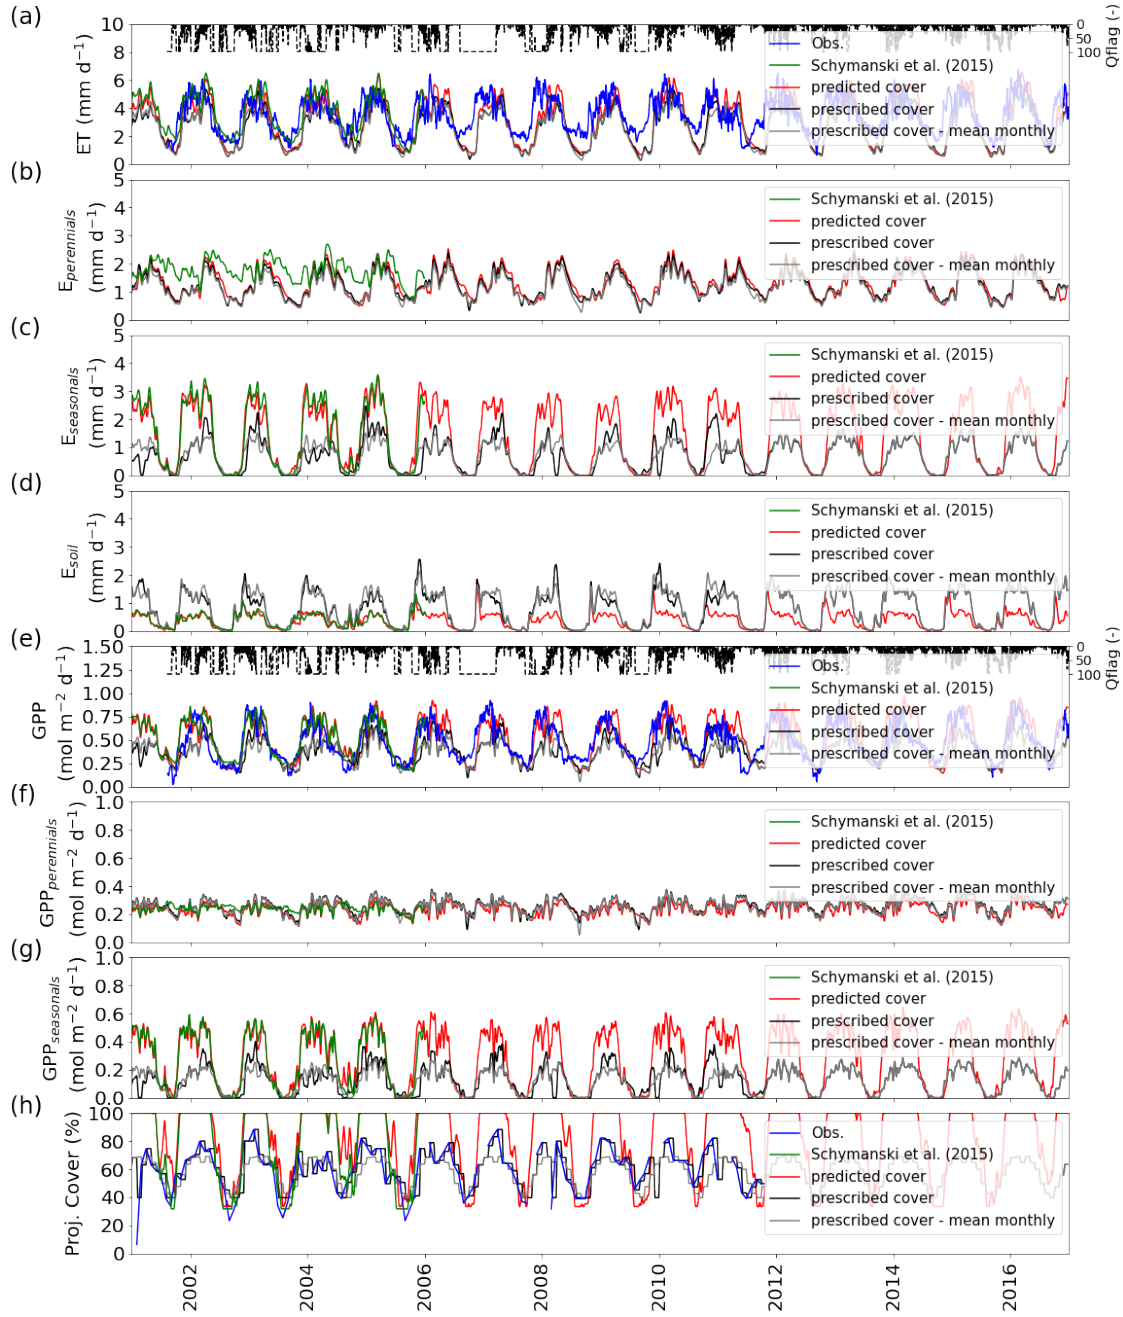 (a)
ET (mm d⁻¹)
10
8
6
4
2
0
Obs.
Schymanski et al. (2015)
predicted cover
prescribed cover
prescribed cover - mean monthly
0
50
100
Qflag (-)
(b)
E_perennials
(mm d⁻¹)
5
4
3
2
1
0
Schymanski et al. (2015)
predicted cover
prescribed cover
prescribed cover - mean monthly
(c)
E_seasonals
(mm d⁻¹)
5
4
3
2
1
0
Schymanski et al. (2015)
predicted cover
prescribed cover
prescribed cover - mean monthly
(d)
E_soil
(mm d⁻¹)
5
4
3
2
1
0
Schymanski et al. (2015)
predicted cover
prescribed cover
prescribed cover - mean monthly
(e)
GPP
(mol m⁻² d⁻¹)
1.50
1.25
1.00
0.75
0.50
0.25
0.00
Obs.
Schymanski et al. (2015)
predicted cover
prescribed cover
prescribed cover - mean monthly
0
50
100
Qflag (-)
(f)
GPP_perennials
(mol m⁻² d⁻¹)
1.0
0.8
0.6
0.4
0.2
0.0
Schymanski et al. (2015)
predicted cover
prescribed cover
prescribed cover - mean monthly
(g)
GPP_seasonals
(mol m⁻² d⁻¹)
1.0
0.8
0.6
0.4
0.2
0.0
Schymanski et al. (2015)
predicted cover
prescribed cover
prescribed cover - mean monthly
(h)
Proj. Cover (%)
100
80
60
40
20
0
Obs.
Schymanski et al. (2015)
predicted cover
prescribed cover
prescribed cover - mean monthly
2002
2004
2006
2008
2010
2012
2014
2016